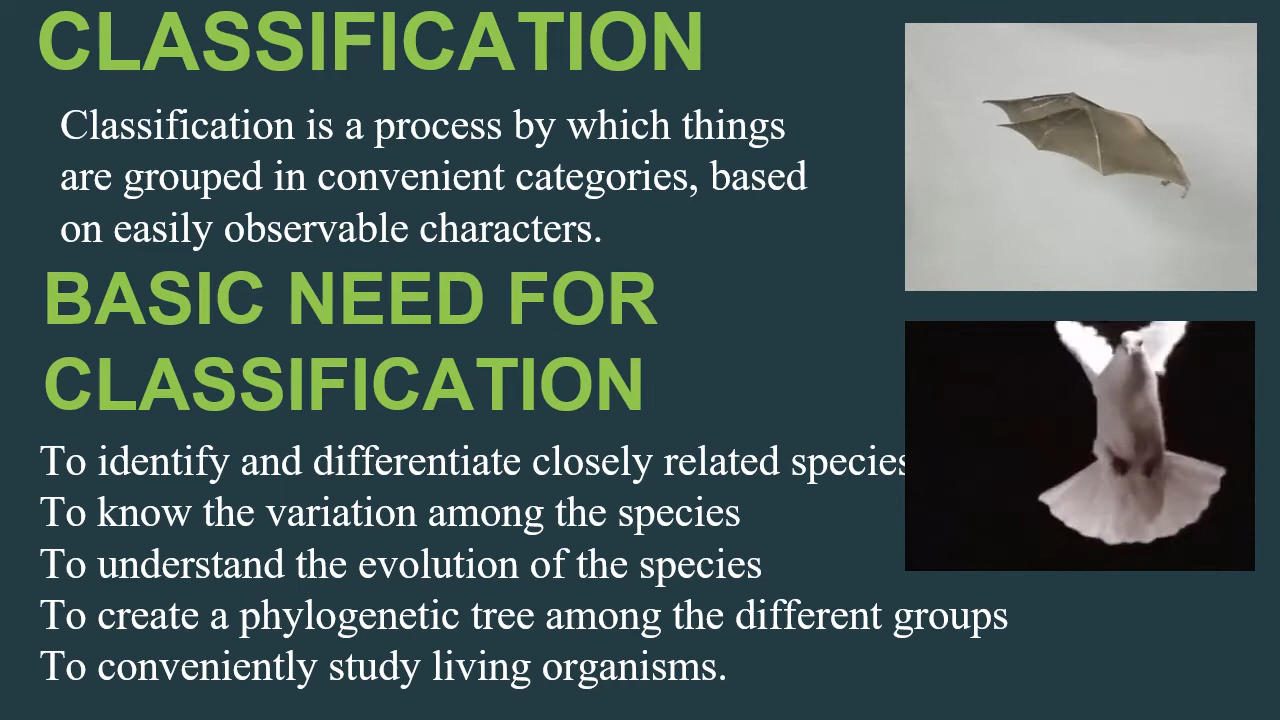 CLASSIFICATION
Classification is a process by which things
are grouped in convenient categories, based
on easily observable characters.
BASIC NEED FOR
CLASSIFICATION
To identify and differentiate closely related species
To know the variation among the species
To understand the evolution of the species
To create a phylogenetic tree among the different groups
To conveniently study living organisms.